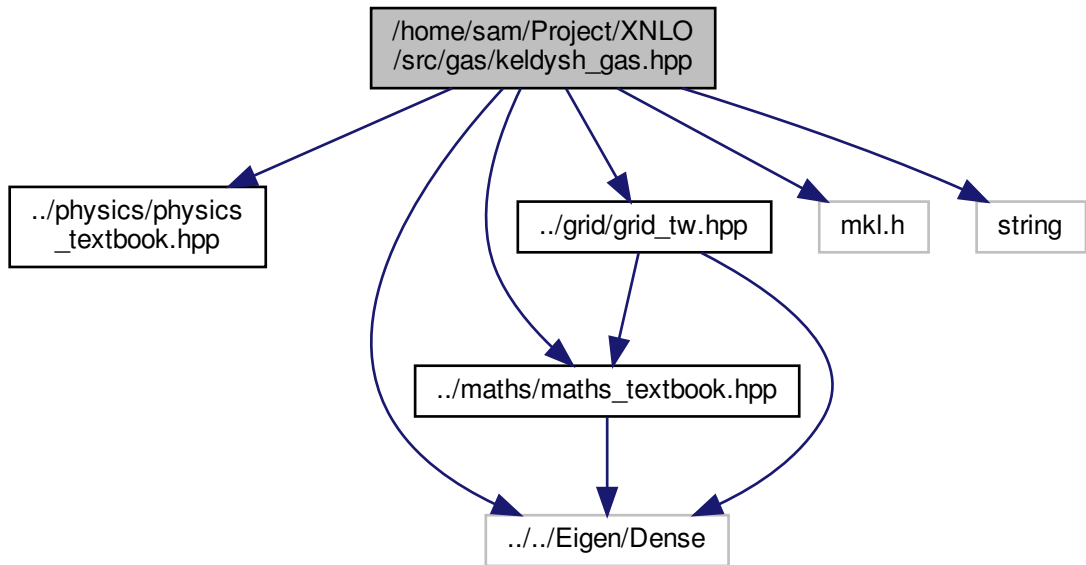 /home/sam/Project/XNLO
/src/gas/keldysh_gas.hpp
../physics/physics
_textbook.hpp
../grid/grid_tw.hpp
mkl.h
string
../maths/maths_textbook.hpp
../../Eigen/Dense